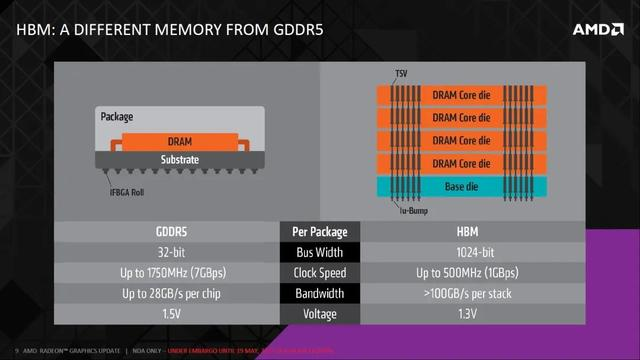 HBM: A DIFFERENT MEMORY FROM GDDR5
AMD
Package
DRAM
Substrate
IFBGA Roll
TSV
DRAM Core die
DRAM Core die
DRAM Core die
DRAM Core die
Base die
Iu-Bump
GDDR5 Per Package HBM
32-bit Bus Width 1024-bit
Up to 1750MHz (7GBps) Clock Speed Up to 500MHz (1GBps)
Up to 28GB/s per chip Bandwidth >100GB/s per stack
1.5V Voltage 1.3V
9 AMD RADEON™ GRAPHICS UPDATE | NDA ONLY – UNDER EMBARGO UNTIL 19 MAY,